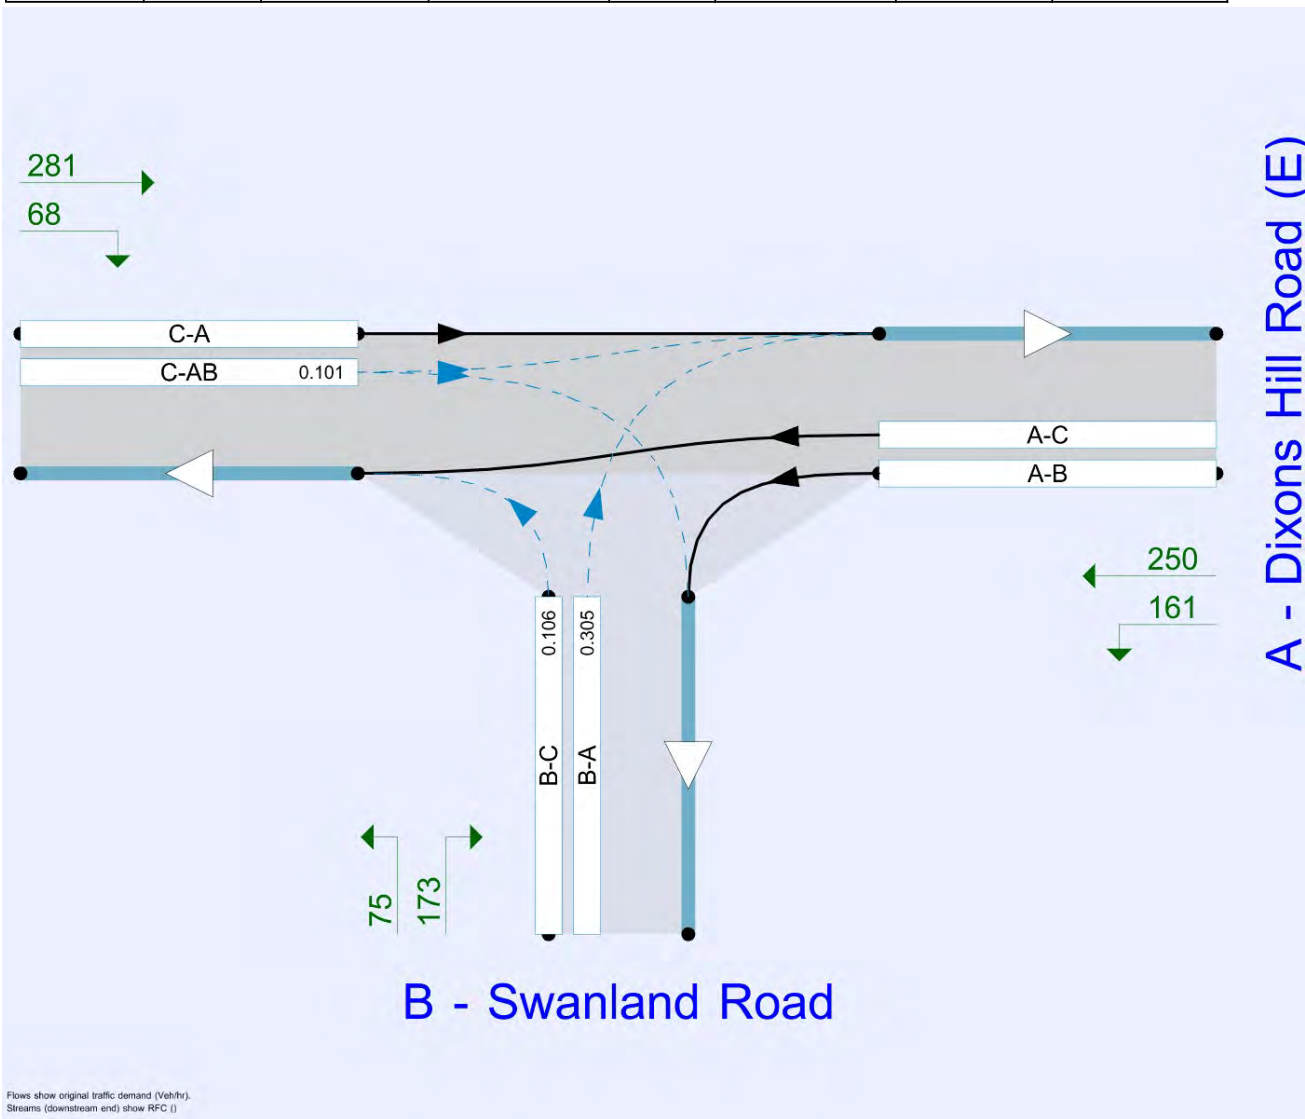 281
68
C-A
C-AB 0.101
A-C
A-B
A - Dixons Hill Road (E)
250
161
0.106
0.305
B-C
B-A
75
173
B - Swanland Road
Flows show original traffic demand (Veh/hr).
Streams (downstream end) show RFC ()